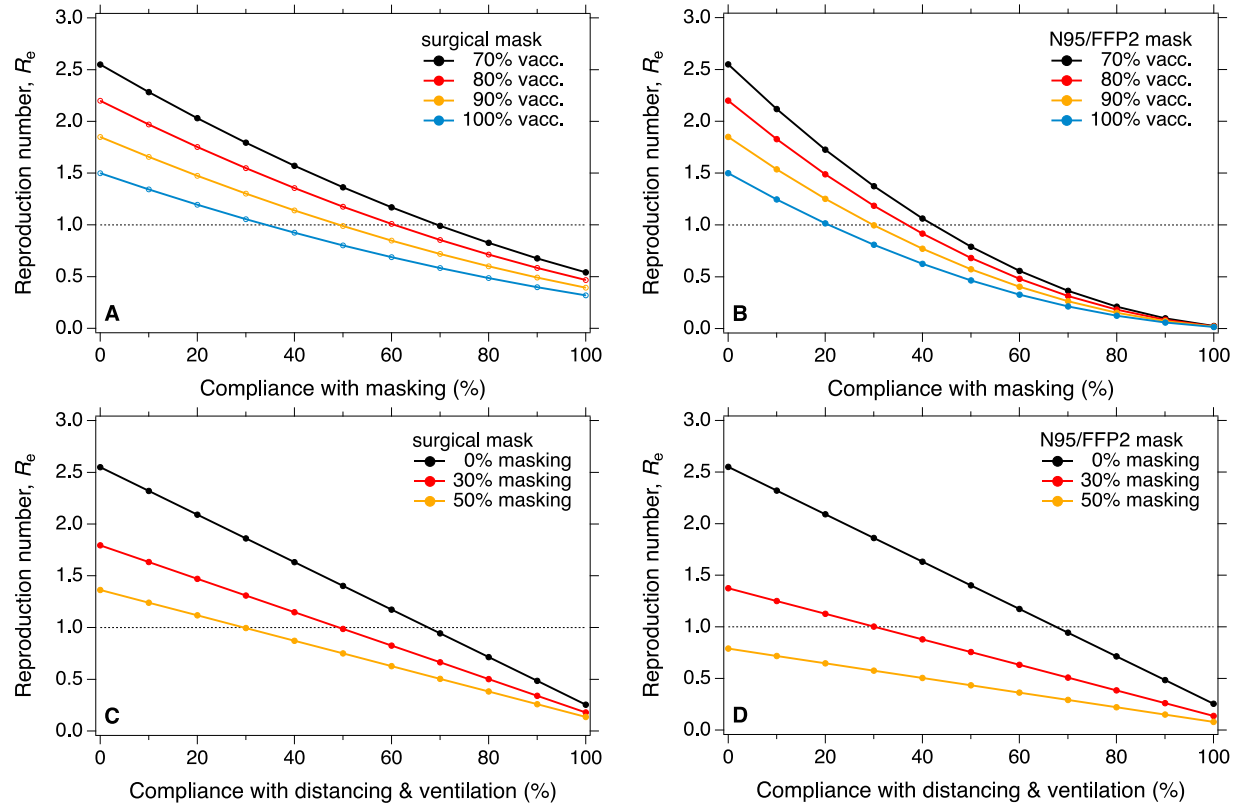 3.0
2.5
2.0
1.5
1.0
0.5
0.0
Reproduction number, Re
surgical mask
70% vacc.
80% vacc.
90% vacc.
100% vacc.
A
0 20 40 60 80 100
Compliance with masking (%)
3.0
2.5
2.0
1.5
1.0
0.5
0.0
Reproduction number, Re
N95/FFP2 mask
70% vacc.
80% vacc.
90% vacc.
100% vacc.
B
0 20 40 60 80 100
Compliance with masking (%)
3.0
2.5
2.0
1.5
1.0
0.5
0.0
Reproduction number, Re
surgical mask
0% masking
30% masking
50% masking
C
0 20 40 60 80 100
Compliance with distancing & ventilation (%)
3.0
2.5
2.0
1.5
1.0
0.5
0.0
Reproduction number, Re
N95/FFP2 mask
0% masking
30% masking
50% masking
D
0 20 40 60 80 100
Compliance with distancing & ventilation (%)